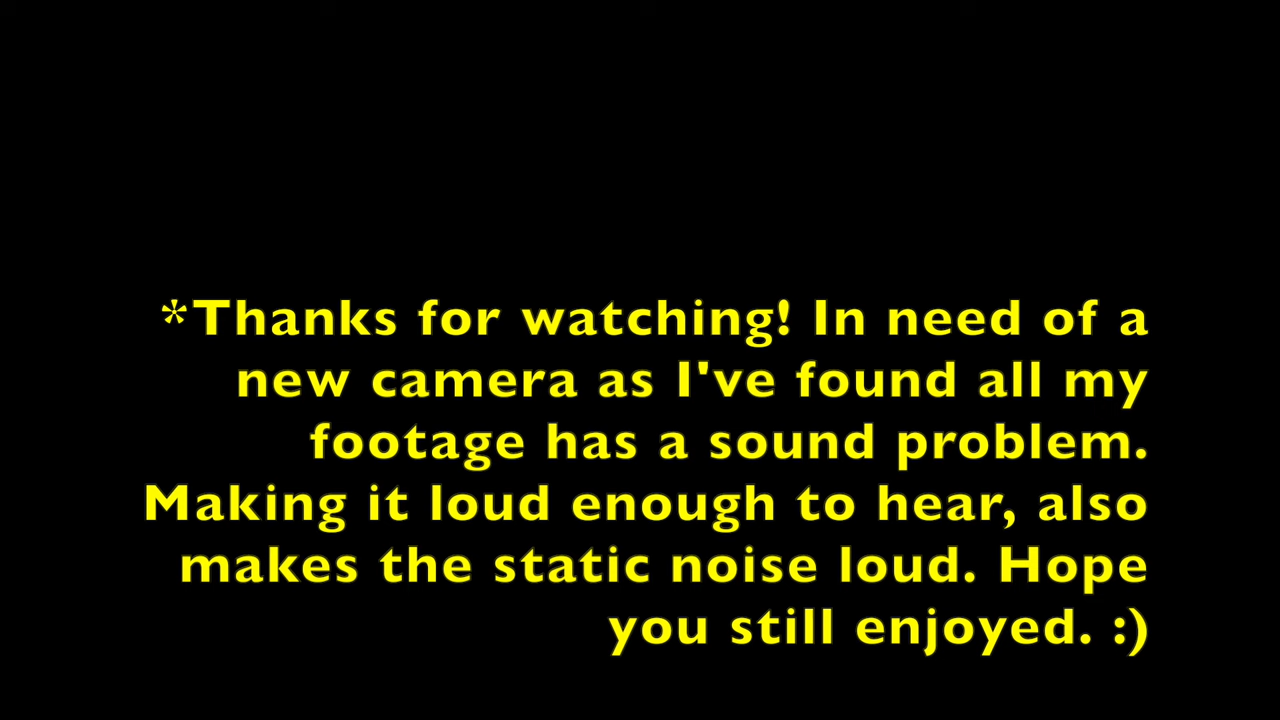 *Thanks for watching! In need of a
new camera as I've found all my
footage has a sound problem.
Making it loud enough to hear, also
makes the static noise loud. Hope
you still enjoyed. :)